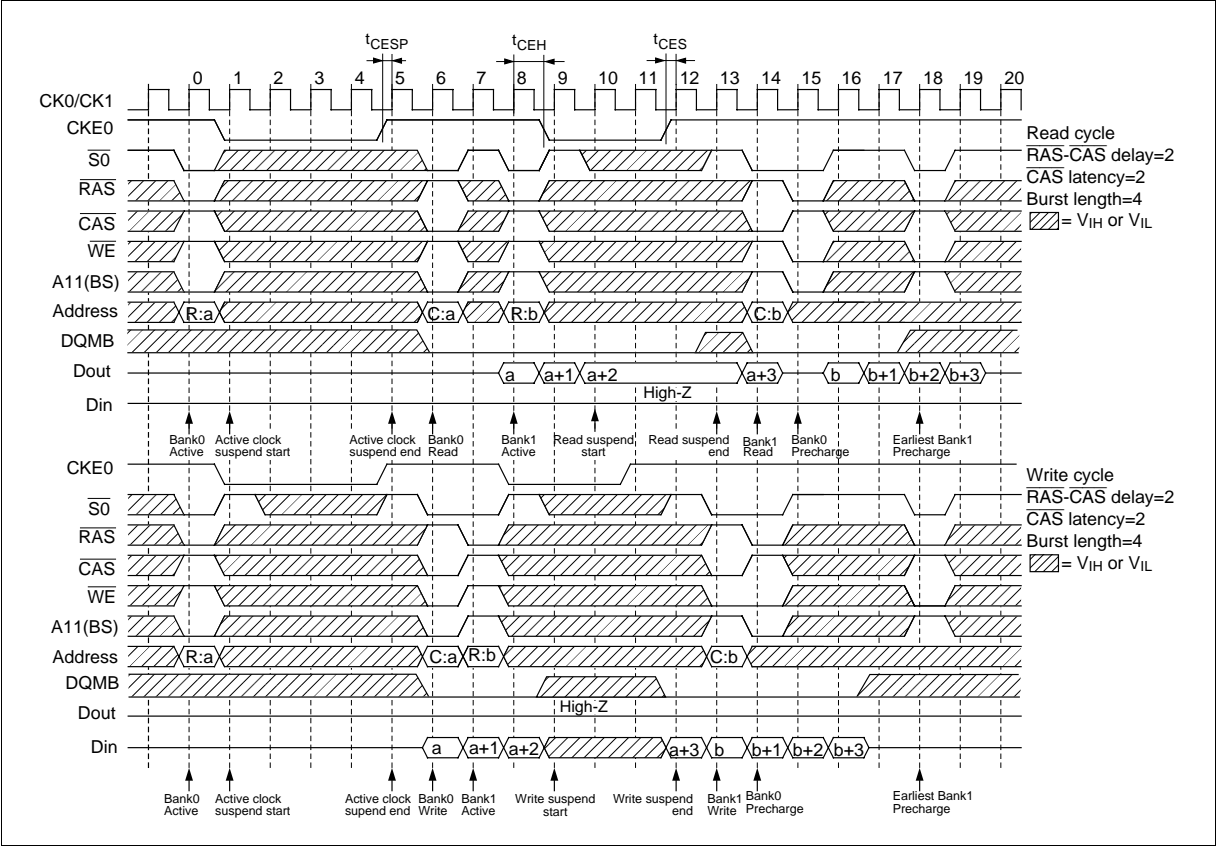 tCESP tCEH tCES
0 1 2 3 4 5 6 7 8 9 10 11 12 13 14 15 16 17 18 19 20
CK0/CK1
CKE0
S0
RAS
CAS
WE
A11(BS)
Address R:a C:a R:b C:b
DQMB
Dout a a+1 a+2 a+3 b b+1 b+2 b+3
High-Z
Din
Read cycle
RAS-CAS delay=2
CAS latency=2
Burst length=4
= VIH or VIL
Bank0 Active
Active clock suspend start
Active clock suspend end
Bank0 Read
Bank1 Active
Read suspend start
Read suspend end
Bank1 Read
Bank0 Precharge
Earliest Bank1 Precharge
CKE0
S0
RAS
CAS
WE
A11(BS)
Address R:a C:a R:b C:b
DQMB
High-Z
Dout
Din a a+1 a+2 a+3 b b+1 b+2 b+3
Write cycle
RAS-CAS delay=2
CAS latency=2
Burst length=4
= VIH or VIL
Bank0 Active
Active clock suspend start
Active clock supend end
Bank0 Write
Bank1 Active
Write suspend start
Write suspend end
Bank1 Write
Bank0 Precharge
Earliest Bank1 Precharge